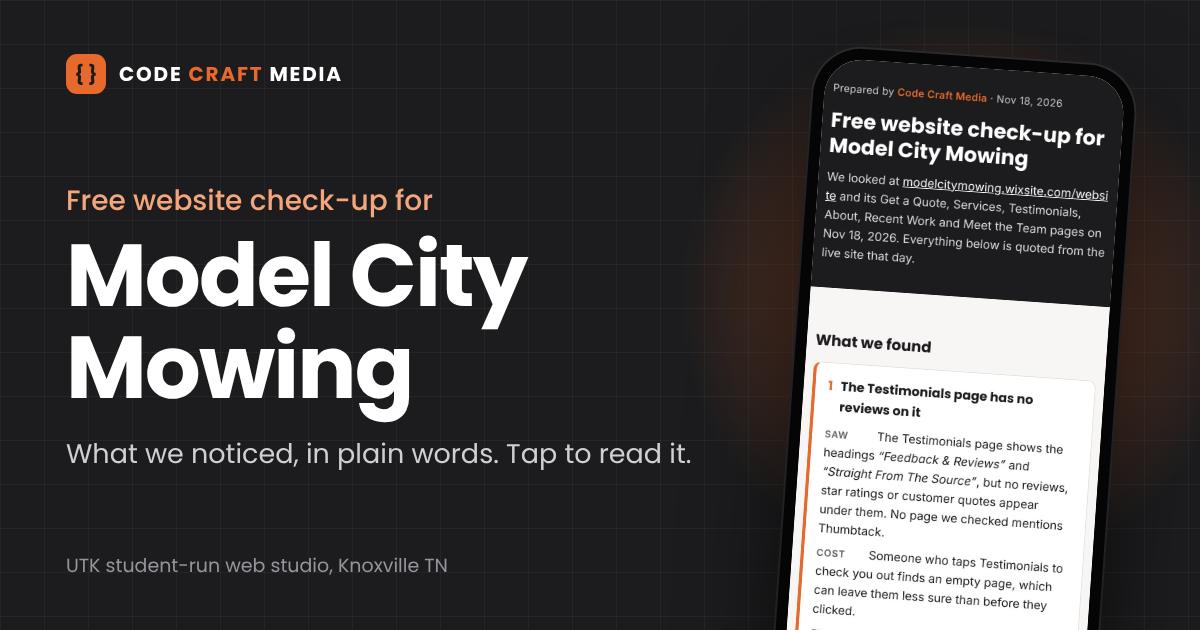 { } CODE CRAFT MEDIA
Free website check-up for
Model City
Mowing
What we noticed, in plain words. Tap to read it.
UTK student-run web studio, Knoxville TN
Prepared by Code Craft Media · Nov 18, 2026
Free website check-up for
Model City Mowing
We looked at modelcitymowing.wixsite.com/websi
te and its Get a Quote, Services, Testimonials,
About, Recent Work and Meet the Team pages on
Nov 18, 2026. Everything below is quoted from the
live site that day.
What we found
1 The Testimonials page has no
reviews on it
SAW The Testimonials page shows the
headings “Feedback & Reviews” and
“Straight From The Source”, but no reviews,
star ratings or customer quotes appear
under them. No page we checked mentions
Thumbtack.
COST Someone who taps Testimonials to
check you out finds an empty page, which
can leave them less sure than before they
clicked.